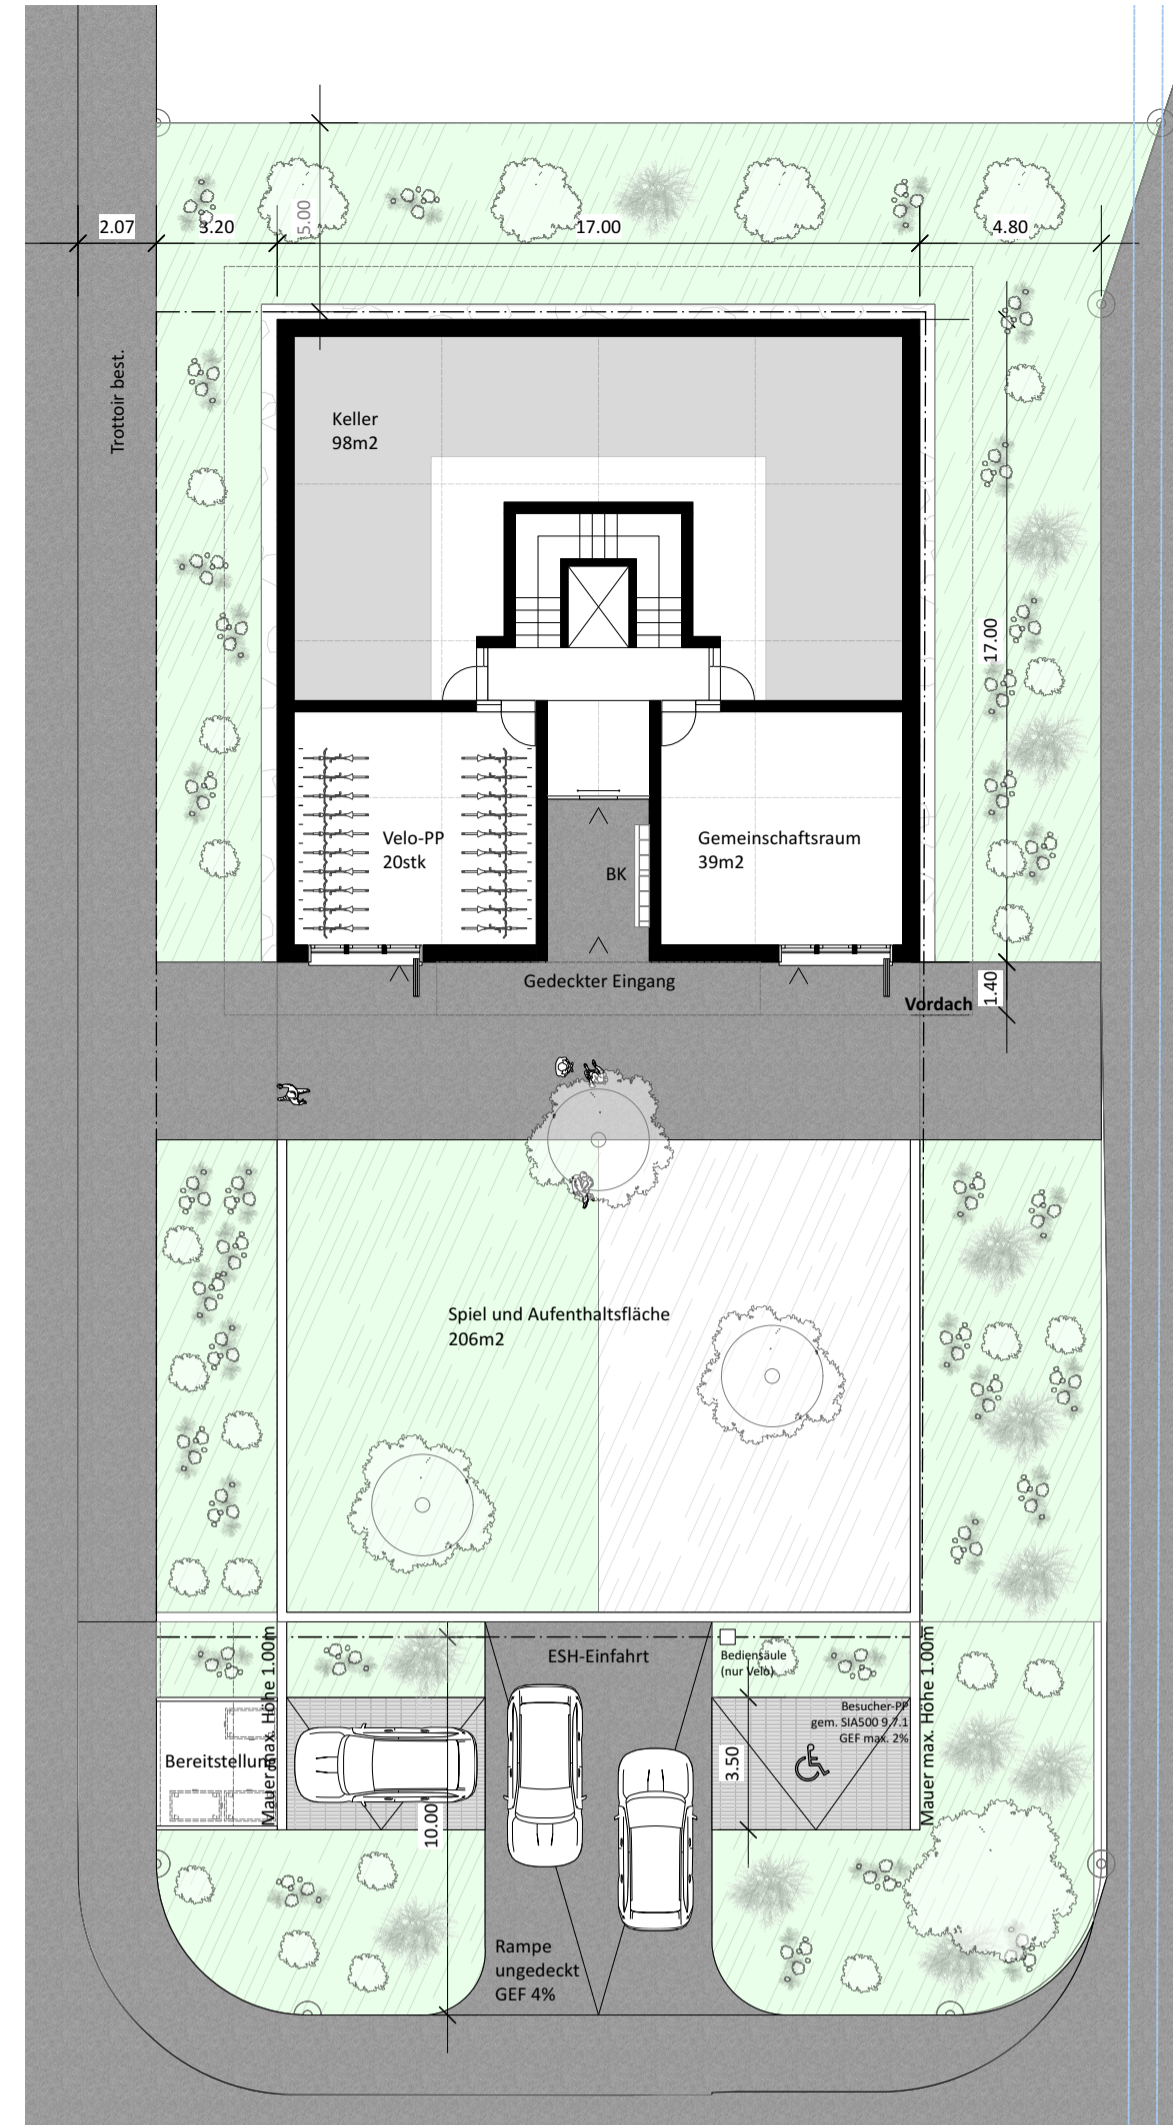 2.07
3.20
5.00
17.00
4.80
Trottoir best.
Keller
98m2
17.00
Velo-PP
20stk
BK
Gemeinschaftsraum
39m2
Gedeckter Eingang
Vordach
1.40
Spiel und Aufenthaltsfläche
206m2
Mauer max. Höhe 1.00m
ESH-Einfahrt
Bediensäule
(nur Velo)
Mauer max. Höhe 1.00m
Besucher-PP
gem. SIA500 9.7.1
GEF max. 2%
Bereitstellung
3.50
10.00
Rampe
ungedeckt
GEF 4%